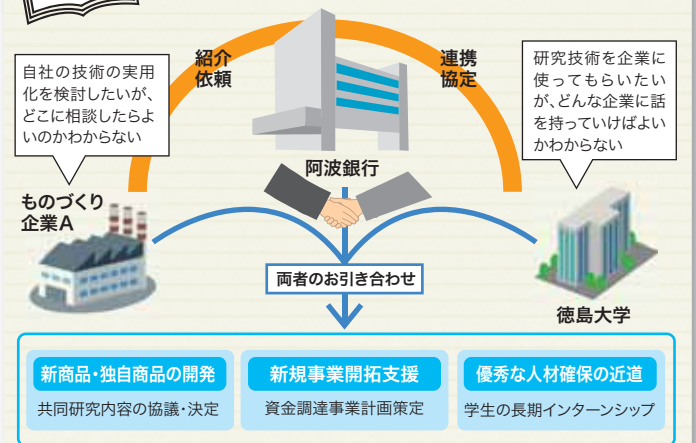 紹介
依頼
連携
協定
自社の技術の実用
化を検討したいが、
どこに相談したらよ
いのかわからない
研究技術を企業に
使ってもらいたい
が、どんな企業に話
を持っていけばよい
かわからない
阿波銀行
ものづくり
企業A
両者のお引き合わせ
徳島大学
新商品・独自商品の開発
共同研究内容の協議・決定
新規事業開拓支援
資金調達事業計画策定
優秀な人材確保の近道
学生の長期インターンシップ